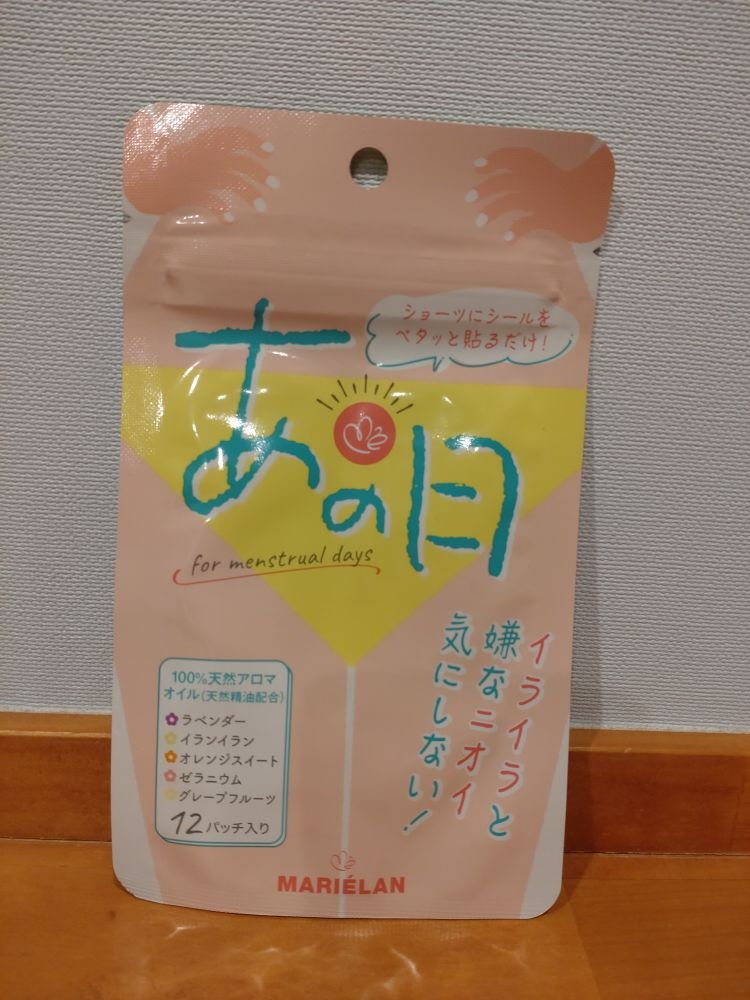 ショーツにシールを
ペタッと貼るだけ!
あの日
for menstrual days
イライラと
嫌なニオイ
気にしない!
100%天然アロマ
オイル(天然精油配合)
ラベンダー
イランイラン
オレンジスイート
ゼラニウム
グレープフルーツ
12パッチ入り
MARIÉLAN